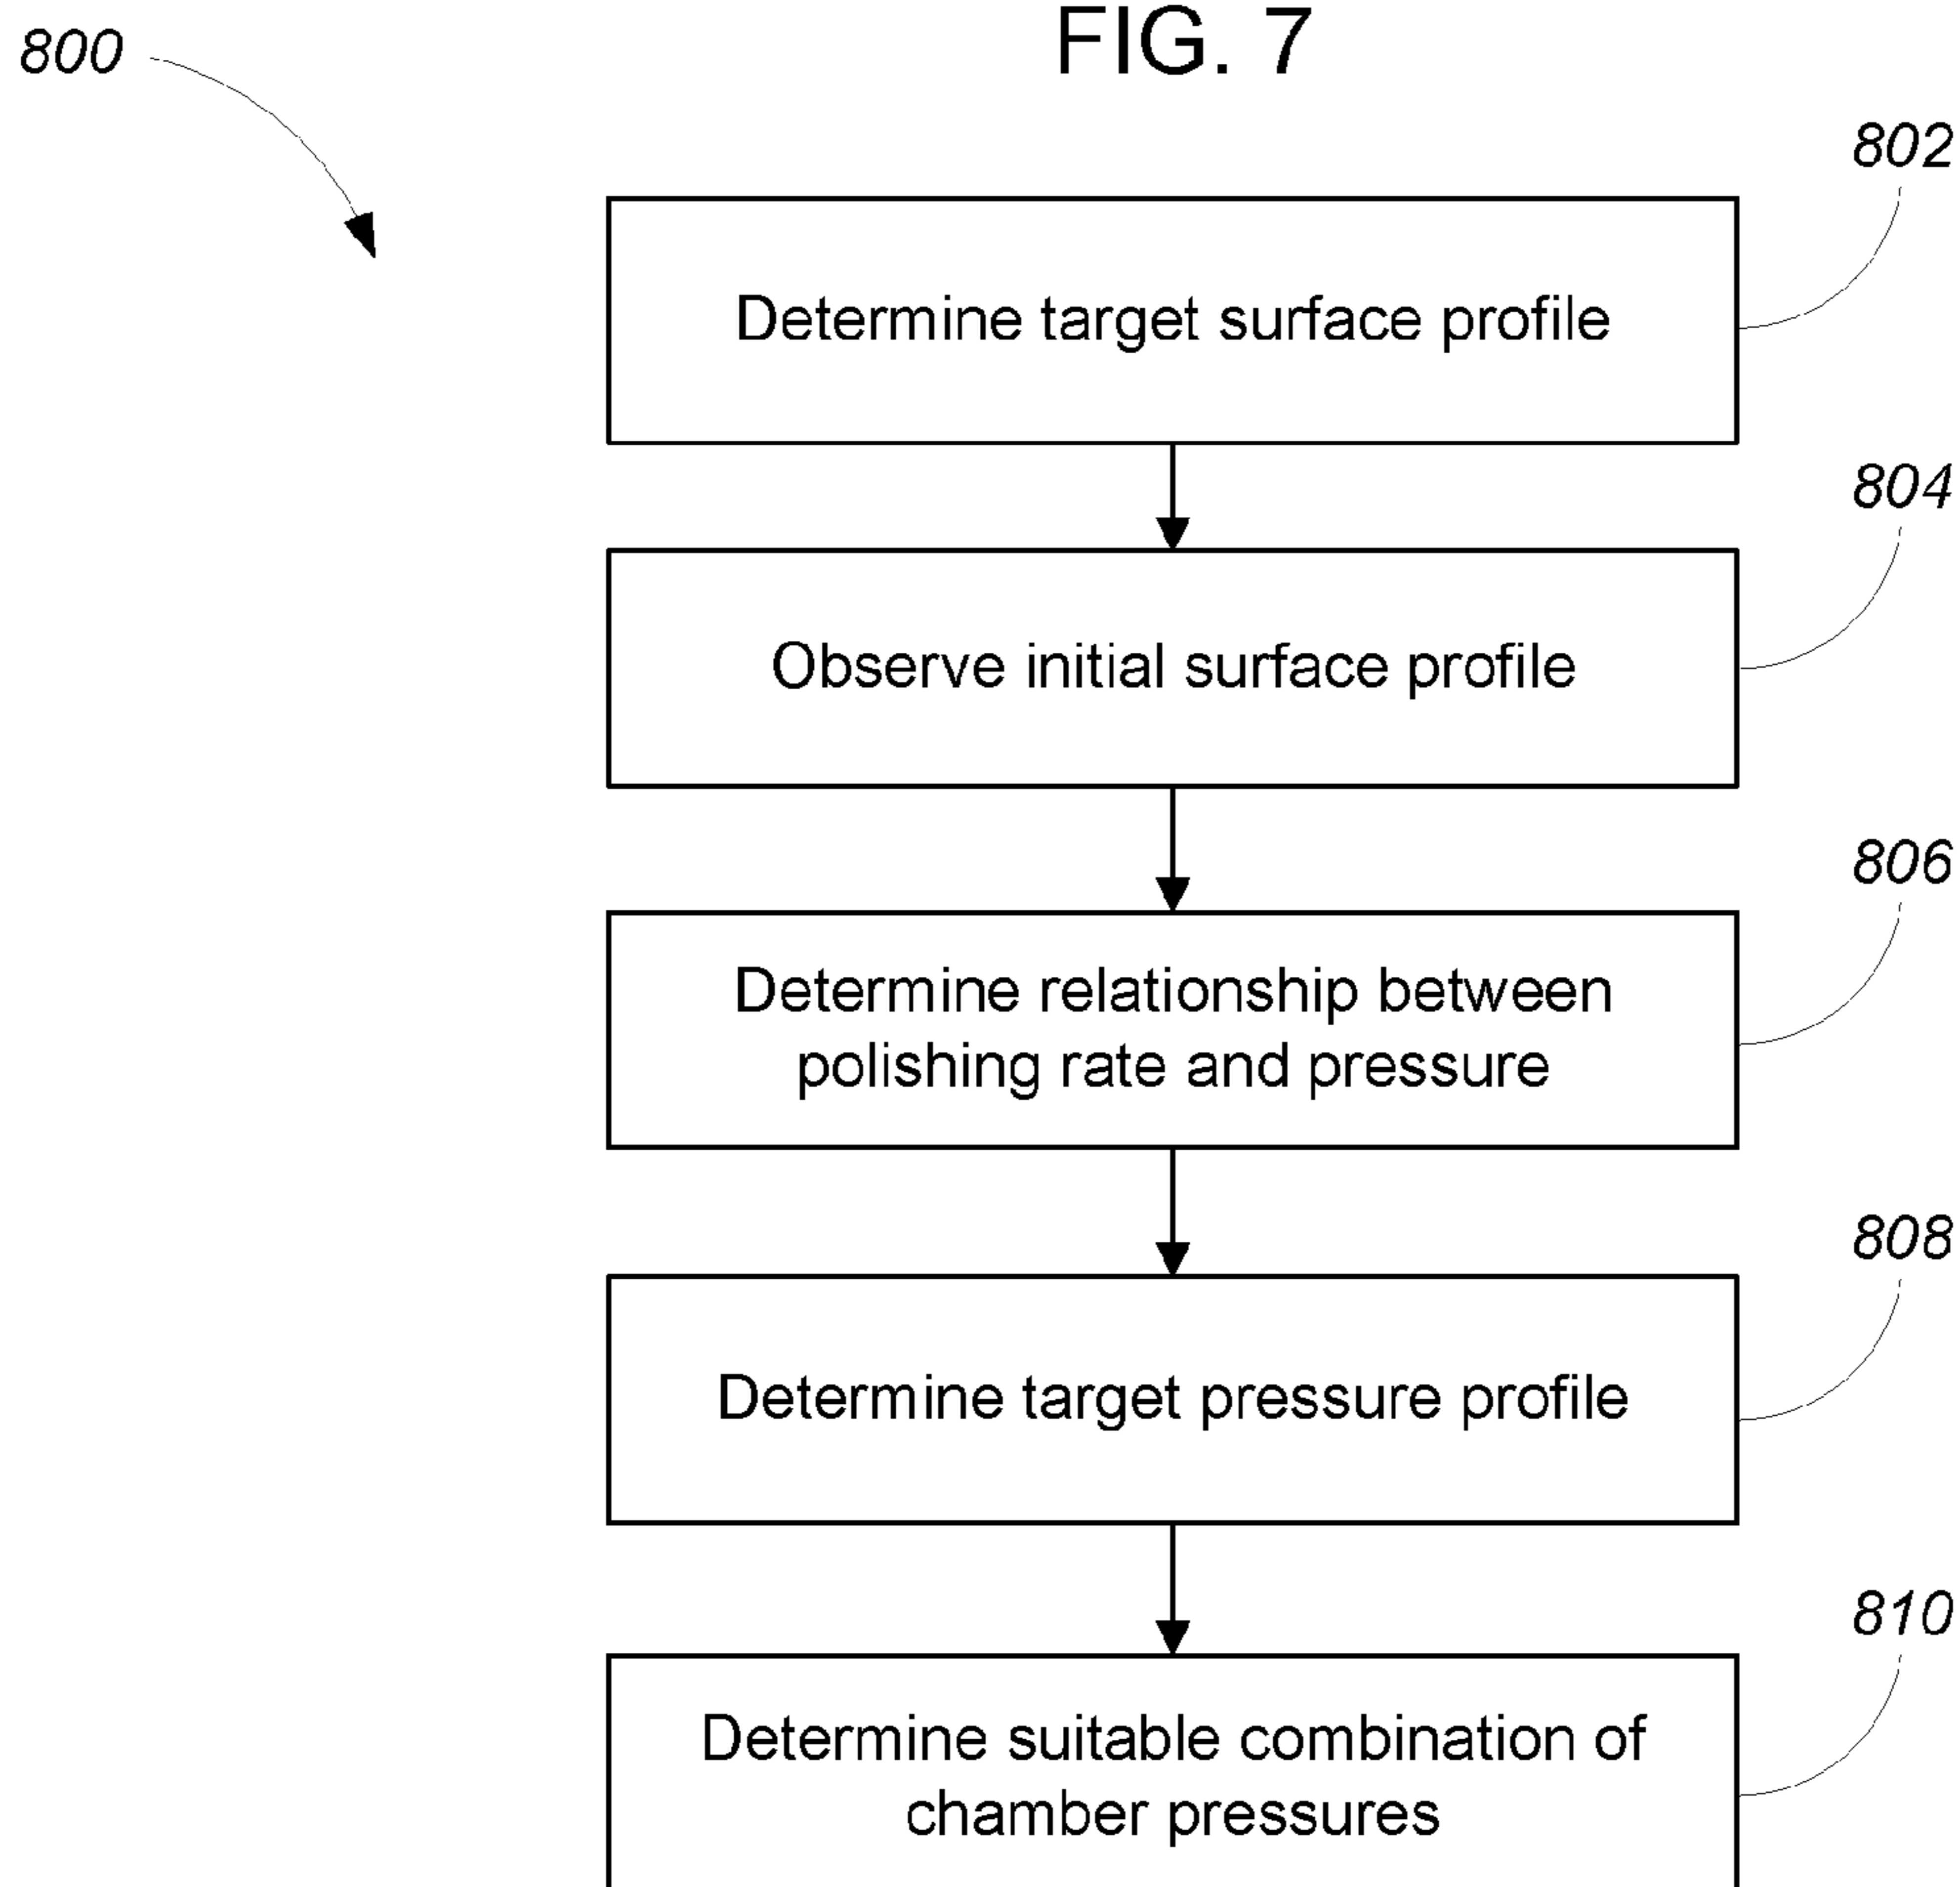 800
FIG. 7
802
Determine target surface profile
804
Observe initial surface profile
806
Determine relationship between
polishing rate and pressure
808
Determine target pressure profile
810
Determine suitable combination of
chamber pressures